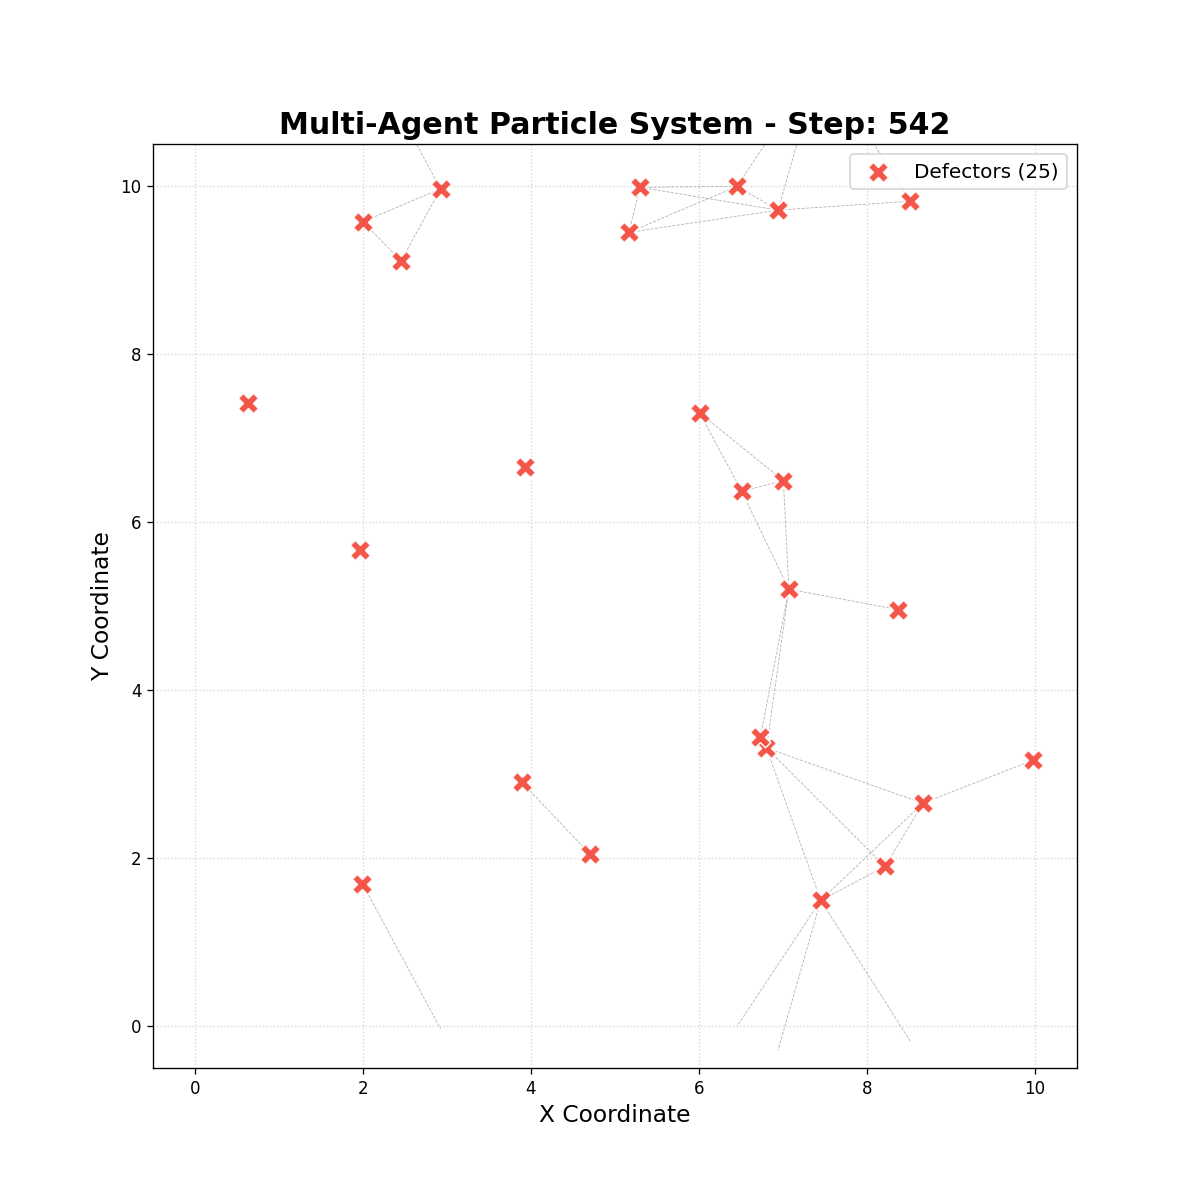 Multi-Agent Particle System - Step: 542
Defectors (25)
Y Coordinate
10
8
6
4
2
0
0 2 4 6 8 10
X Coordinate